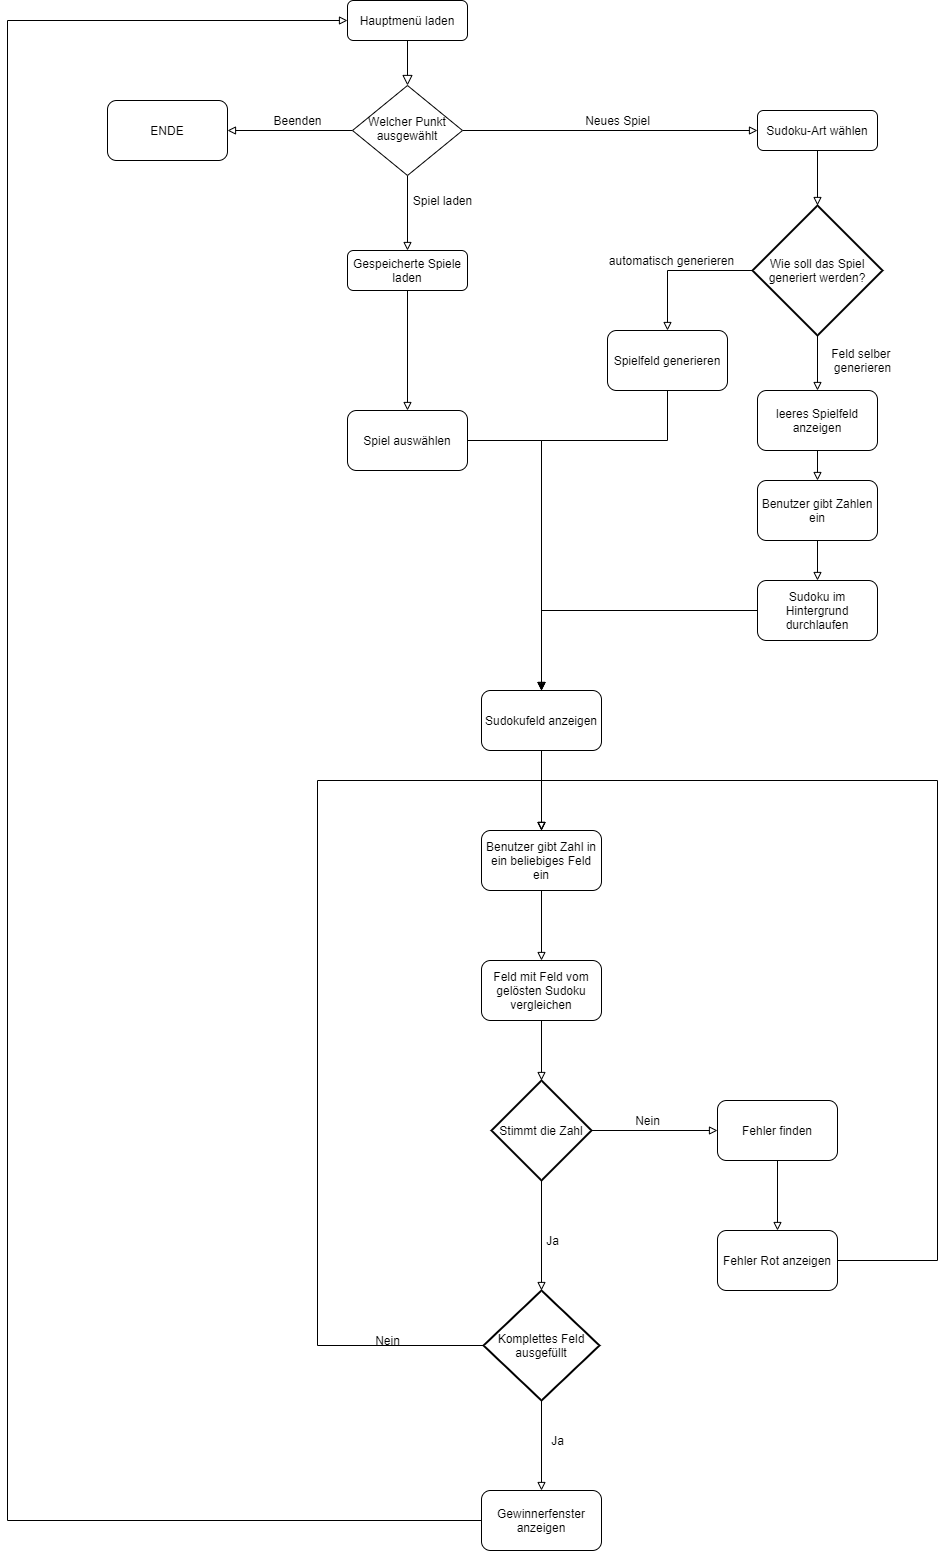 Hauptmenü laden
ENDE
Beenden
Welcher Punkt
ausgewählt
Neues Spiel
Sudoku-Art wählen
Spiel laden
Gespeicherte Spiele
laden
automatisch generieren
Wie soll das Spiel
generiert werden?
Spielfeld generieren
Feld selber
generieren
Spiel auswählen
leeres Spielfeld
anzeigen
Benutzer gibt Zahlen
ein
Sudoku im
Hintergrund
durchlaufen
Sudokufeld anzeigen
Benutzer gibt Zahl in
ein beliebiges Feld
ein
Feld mit Feld vom
gelösten Sudoku
vergleichen
Stimmt die Zahl
Nein
Fehler finden
Ja
Fehler Rot anzeigen
Nein
Komplettes Feld
ausgefüllt
Ja
Gewinnerfenster
anzeigen